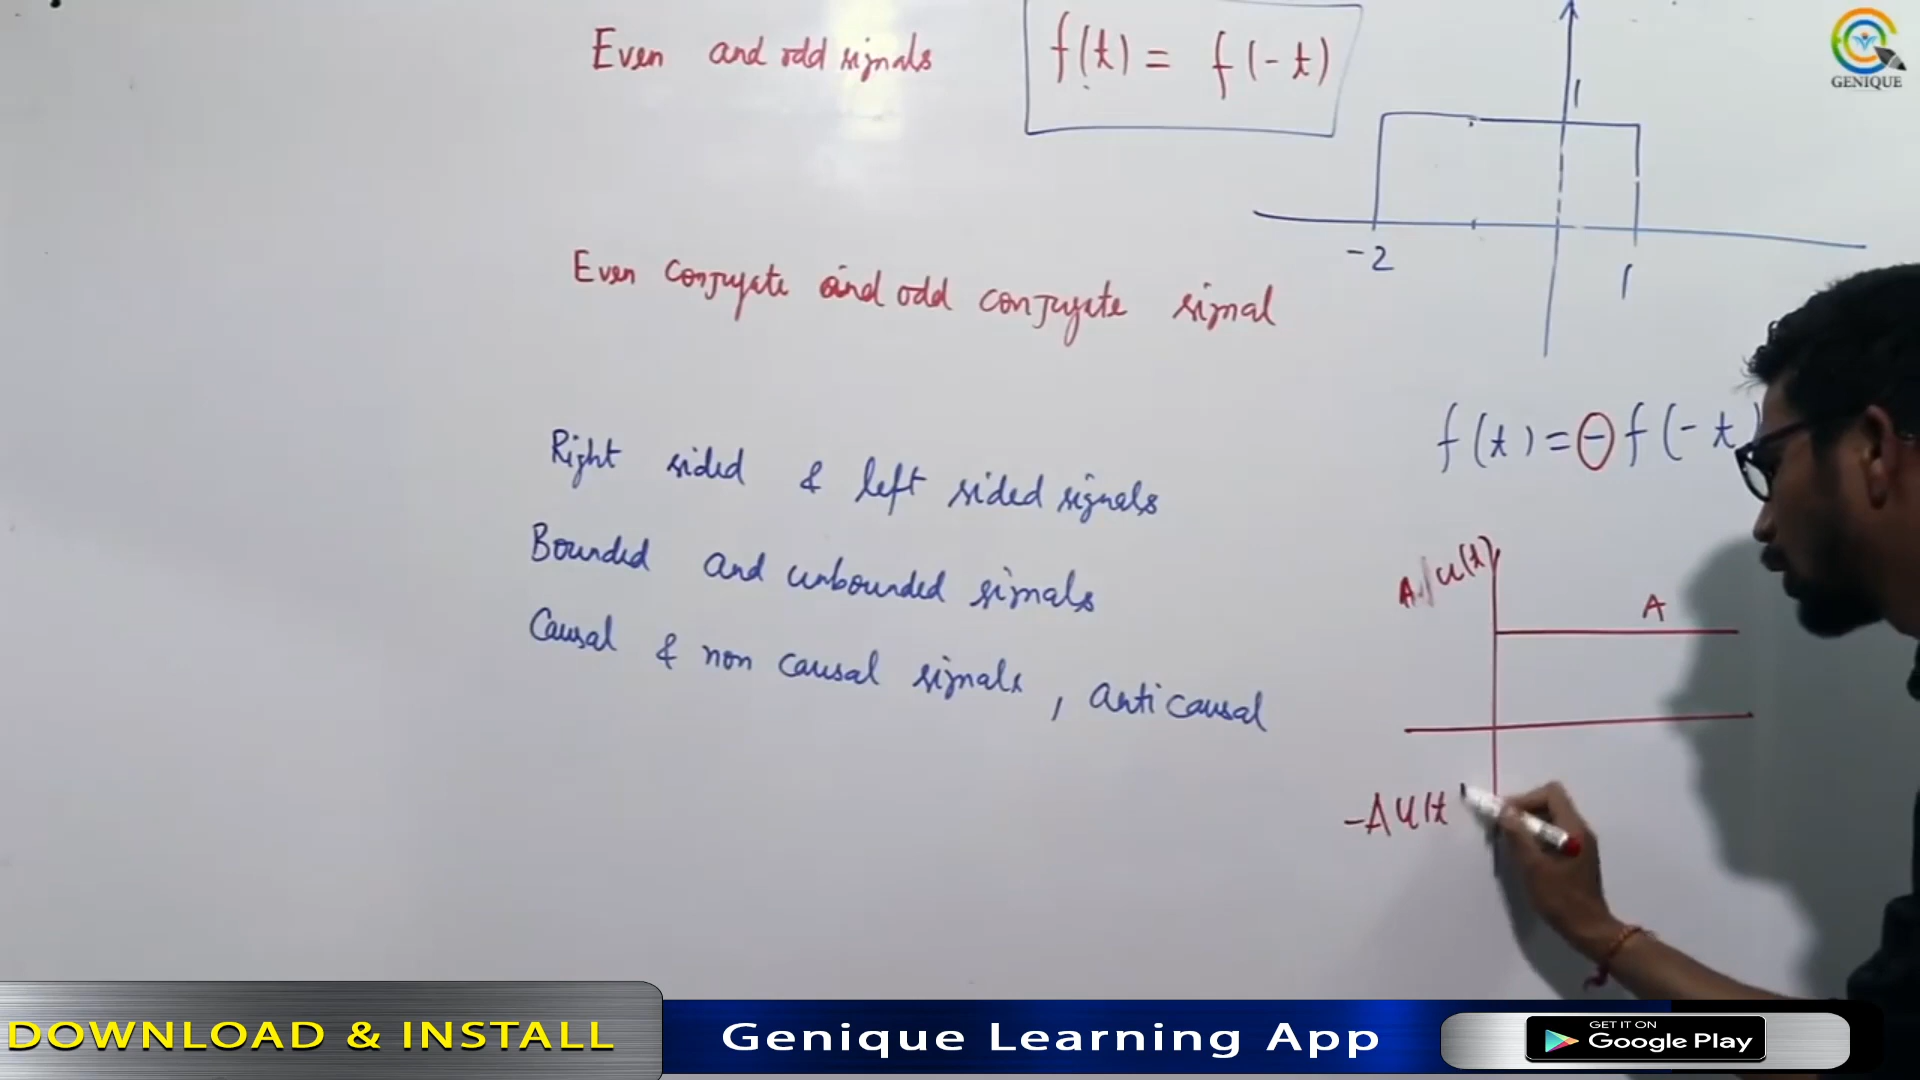 Even and odd signals
f(t) = f(-t)
1
GENIQUE
-2
1
Even conjugate and odd conjugate signal
f(t) = - f(-t)
Right sided & left sided signals
Bounded and unbounded signals
Causal & non causal signals, anti causal
A u(t)
A
-A U(t
DOWNLOAD & INSTALL
Genique Learning App
GET IT ON
Google Play